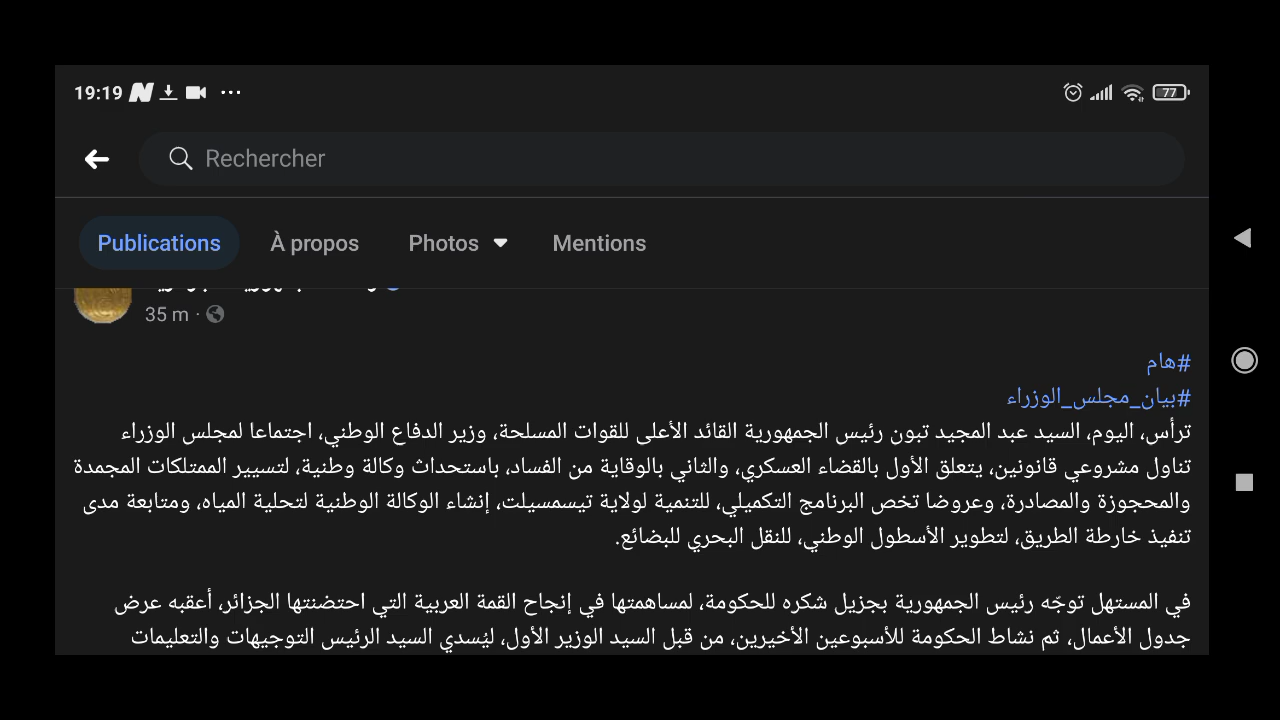 19:19
77
Rechercher
Publications
À propos
Photos
Mentions
35 m ·
#هام
#بيان_مجلس_الوزراء
ترأس، اليوم، السيد عبد المجيد تبون رئيس الجمهورية القائد الأعلى للقوات المسلحة، وزير الدفاع الوطني، اجتماعا لمجلس الوزراء
تناول مشروعي قانونين، يتعلق الأول بالقضاء العسكري، والثاني بالوقاية من الفساد، باستحداث وكالة وطنية، لتسيير الممتلكات المجمدة
والمحجوزة والمصادرة، وعروضا تخص البرنامج التكميلي، للتنمية لولاية تيسمسيلت، إنشاء الوكالة الوطنية لتحلية المياه، ومتابعة مدى
تنفيذ خارطة الطريق، لتطوير الأسطول الوطني، للنقل البحري للبضائع.
في المستهل توجّه رئيس الجمهورية بجزيل شكره للحكومة، لمساهمتها في إنجاح القمة العربية التي احتضنتها الجزائر، أعقبه عرض
جدول الأعمال، ثم نشاط الحكومة للأسبوعين الأخيرين، من قبل السيد الوزير الأول، ليُسدي السيد الرئيس التوجيهات والتعليمات